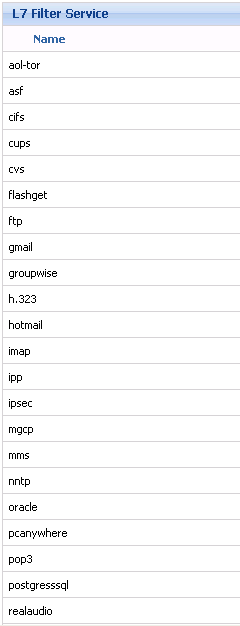 L7 Filter Service
Name
aol-tor
asf
cifs
cups
cvs
flashget
ftp
gmail
groupwise
h.323
hotmail
imap
ipp
ipsec
mgcp
mms
nntp
oracle
pcanywhere
pop3
postgresssql
realaudio